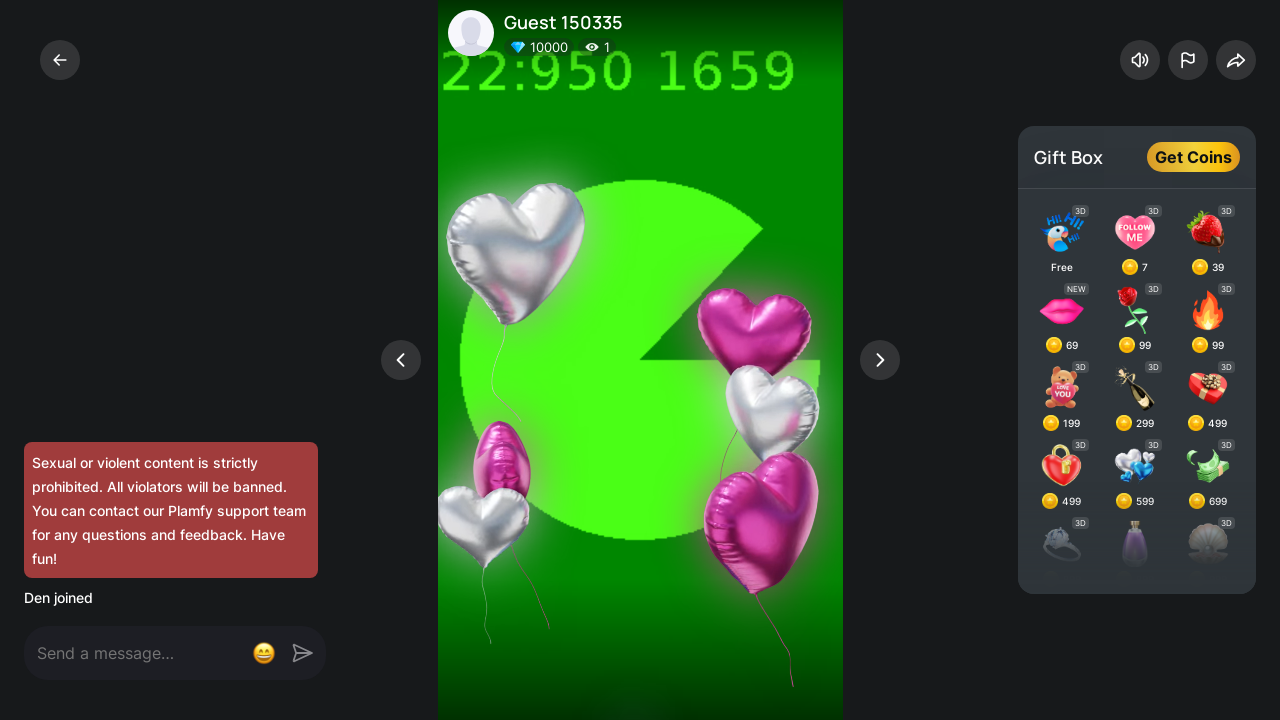 Guest 150335
10000 1
22:950 1659
Gift Box
Get Coins
3D 3D 3D
Hi! Hi! Hi!
FOLLOW
ME
Free 7 39
NEW 3D 3D
69 99 99
3D 3D 3D
LOVE
YOU
199 299 499
3D 3D 3D
499 599 699
3D 3D
Sexual or violent content is strictly
prohibited. All violators will be banned.
You can contact our Plamfy support team
for any questions and feedback. Have
fun!
Den joined
Send a message...